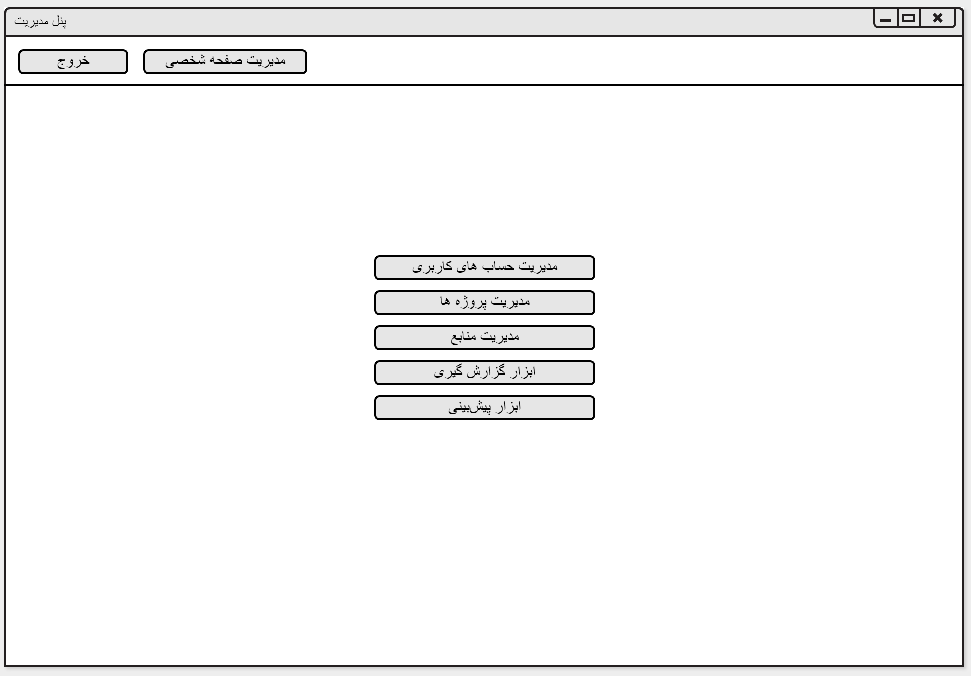 پنل مدیریت
مدیریت صفحه شخصی
خروج
مدیریت حساب های کاربری
مدیریت پروژه ها
مدیریت منابع
ابزار گزارش گیری
ابزار پیش‌بینی